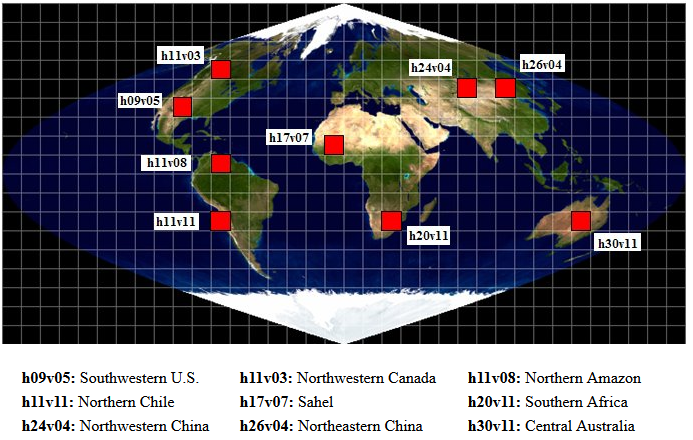 h11v03
h24v04
h26v04
h09v05
h17v07
h11v08
h11v11
h20v11
h30v11
h09v05: Southwestern U.S.
h11v03: Northwestern Canada
h11v08: Northern Amazon
h11v11: Northern Chile
h17v07: Sahel
h20v11: Southern Africa
h24v04: Northwestern China
h26v04: Northeastern China
h30v11: Central Australia